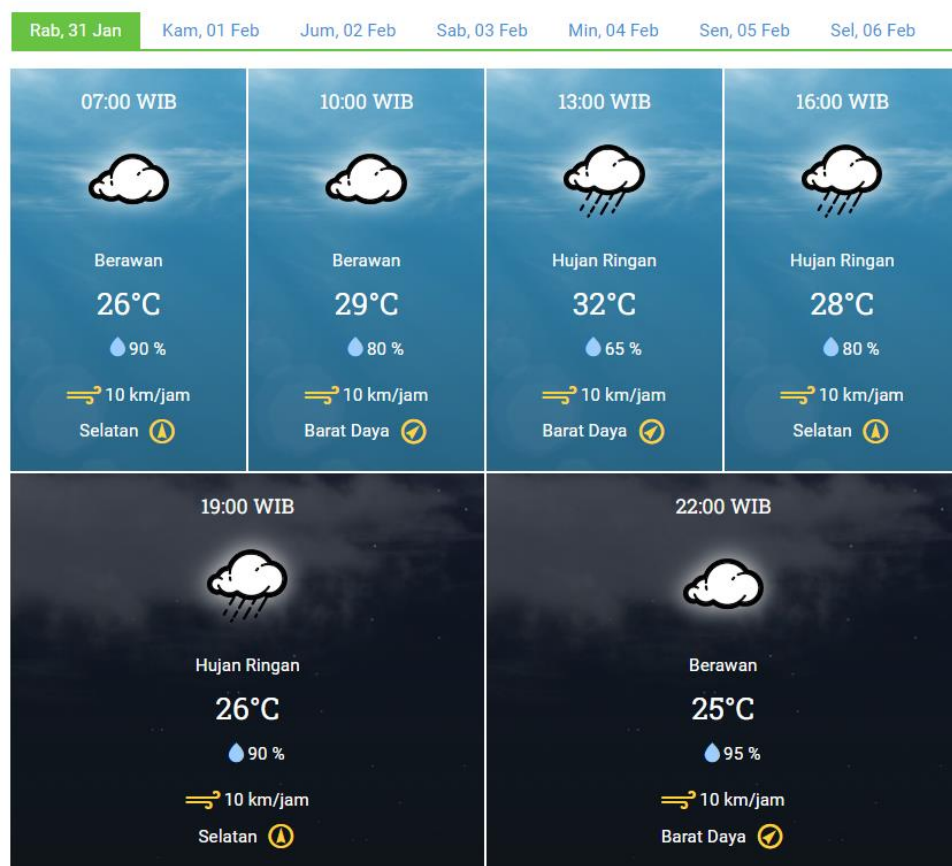 Rab, 31 Jan
Kam, 01 Feb
Jum, 02 Feb
Sab, 03 Feb
Min, 04 Feb
Sen, 05 Feb
Sel, 06 Feb
07:00 WIB
Berawan
26°C
90 %
10 km/jam
Selatan
10:00 WIB
Berawan
29°C
80 %
10 km/jam
Barat Daya
13:00 WIB
Hujan Ringan
32°C
65 %
10 km/jam
Barat Daya
16:00 WIB
Hujan Ringan
28°C
80 %
10 km/jam
Selatan
19:00 WIB
Hujan Ringan
26°C
90 %
10 km/jam
Selatan
22:00 WIB
Berawan
25°C
95 %
10 km/jam
Barat Daya